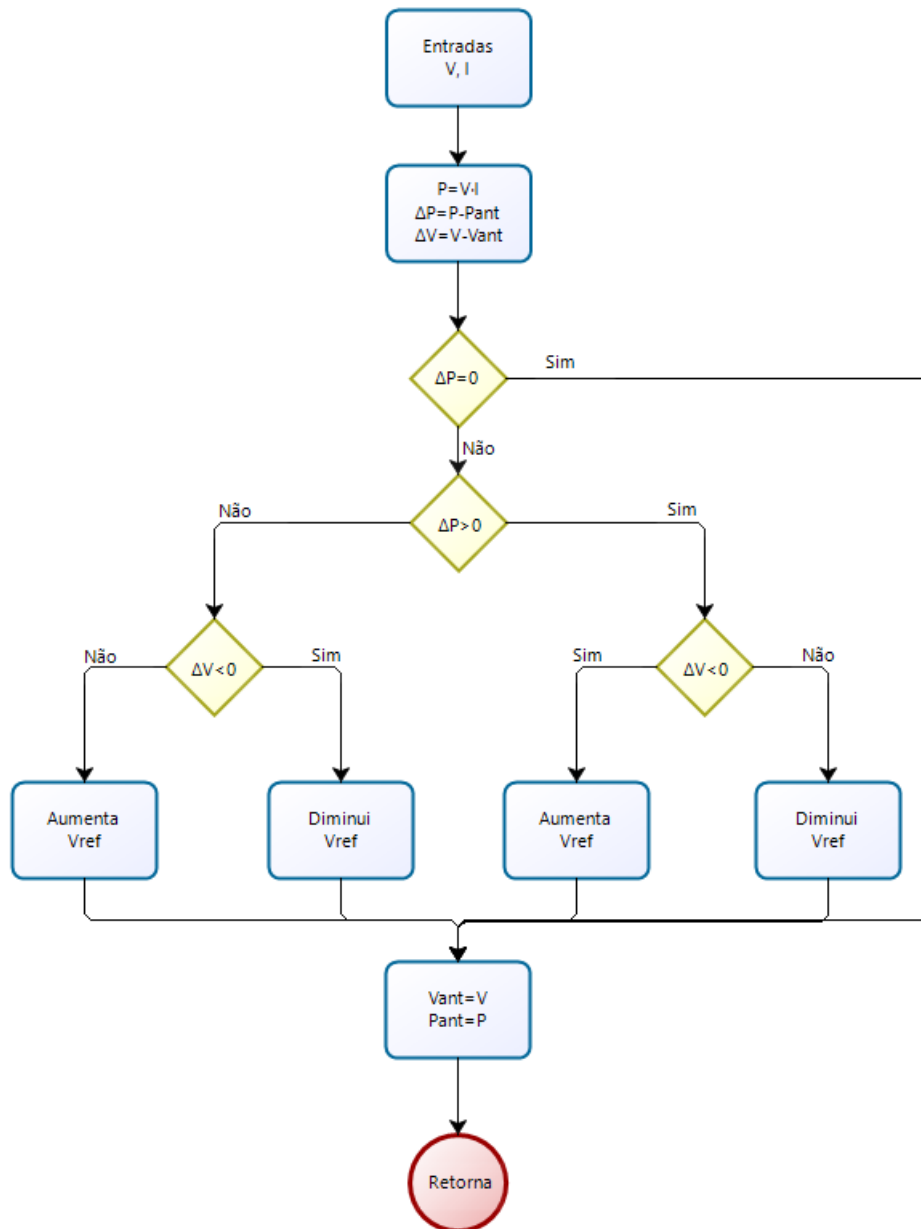 Entradas
V, I
P=V·I
ΔP=P-Pant
ΔV=V-Vant
ΔP=0
Sim
Não
ΔP>0
Não
Sim
ΔV<0
Não
Sim
ΔV<0
Sim
Não
Aumenta
Vref
Diminui
Vref
Aumenta
Vref
Diminui
Vref
Vant=V
Pant=P
Retorna